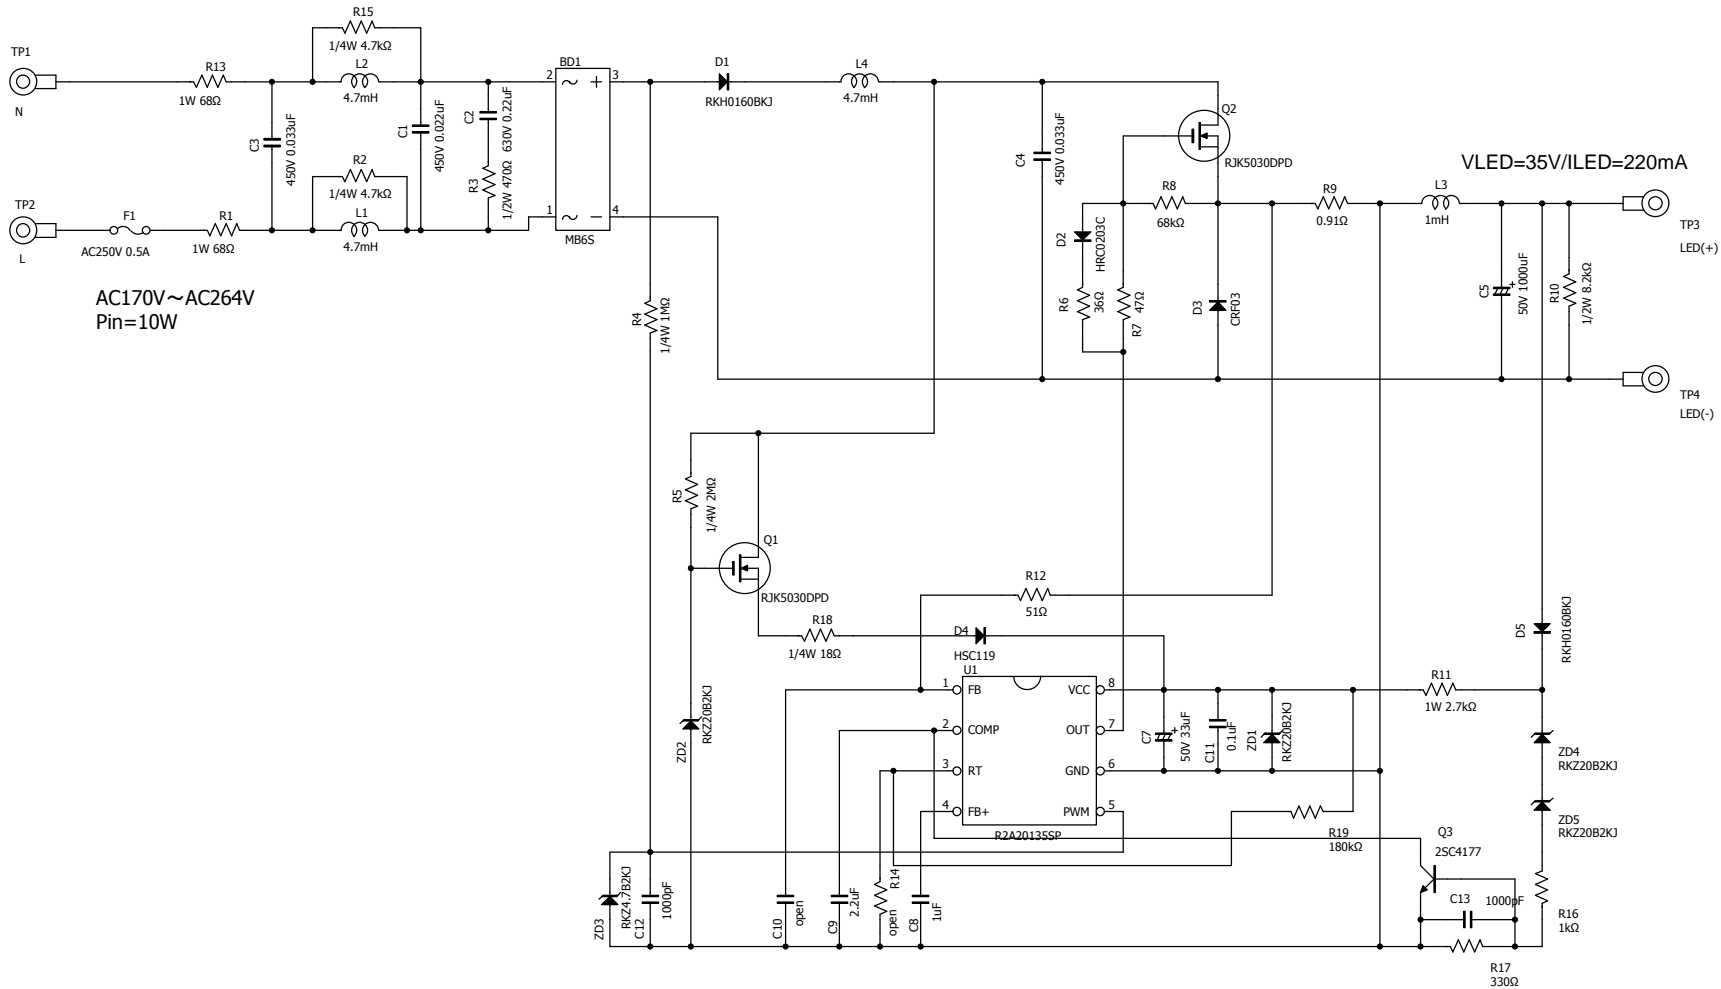 R15
1/4W 4.7kΩ
TP1
N
R13
1W 68Ω
L2
4.7mH
C3
450V 0.033uF
C1
450V 0.022uF
C2
630V 0.22uF
R3
1/2W 470Ω
R2
1/4W 4.7kΩ
L1
4.7mH
TP2
L
F1
AC250V 0.5A
R1
1W 68Ω
AC170V～AC264V
Pin=10W
BD1
2
3
1
4
～ +
～ −
MB6S
D1
RKH0160BKJ
L4
4.7mH
C4
450V 0.033uF
Q2
RJK5030DPD
VLED=35V/ILED=220mA
R8
68kΩ
R9
0.91Ω
L3
1mH
TP3
LED(+)
D2
HRC0203C
R6
36Ω
47Ω
R7
D3
CRF03
C5
+
50V 1000uF
R10
1/2W 8.2kΩ
TP4
LED(-)
R4
1/4W 1MΩ
R5
1/4W 2MΩ
Q1
RJK5030DPD
R12
51Ω
R18
1/4W 18Ω
D4
HSC119
D5
RKH0160BKJ
U1
1
FB
VCC
8
2
COMP
OUT
7
3
RT
GND
6
4
FB+
PWM
5
R2A20135SP
R11
1W 2.7kΩ
ZD2
RKZ20B2KJ
C7
+
50V 33uF
C11
0.1uF
ZD1
RKZ20B2KJ
ZD4
RKZ20B2KJ
ZD5
RKZ20B2KJ
R19
180kΩ
Q3
2SC4177
ZD3
RKZ4.7B2KJ
C12
1000pF
C10
open
C9
2.2uF
R14
open
C8
1uF
C13
1000pF
R16
1kΩ
R17
330Ω